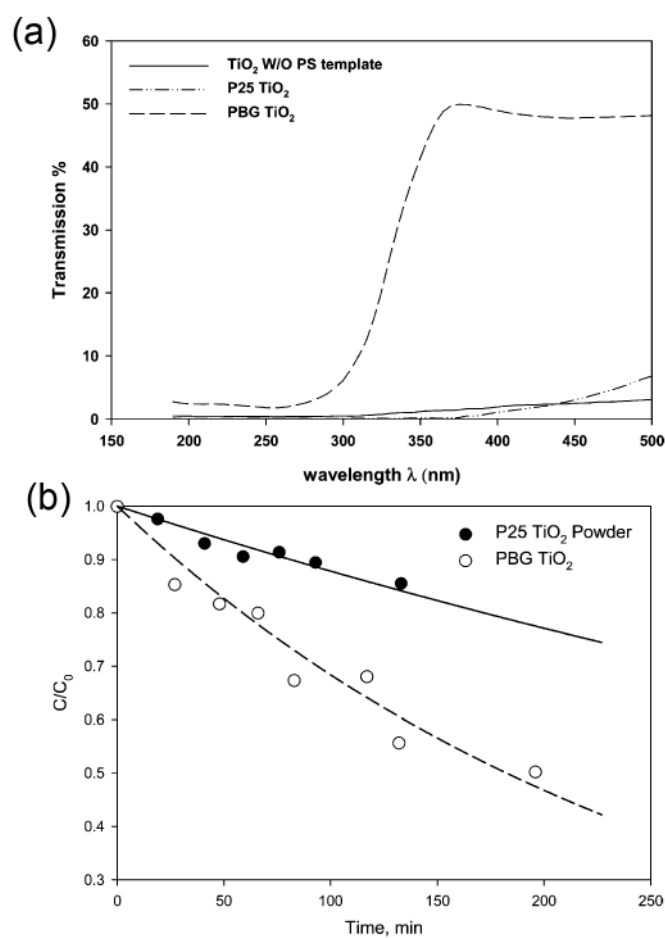 (a)
60
50
40
30
20
10
0
Transmission %
TiO₂ W/O PS template
P25 TiO₂
PBG TiO₂
150 200 250 300 350 400 450 500
wavelength λ (nm)
(b)
1.0
0.9
0.8
0.7
0.6
0.5
0.4
0.3
C/C₀
P25 TiO₂ Powder
PBG TiO₂
0 50 100 150 200 250
Time, min